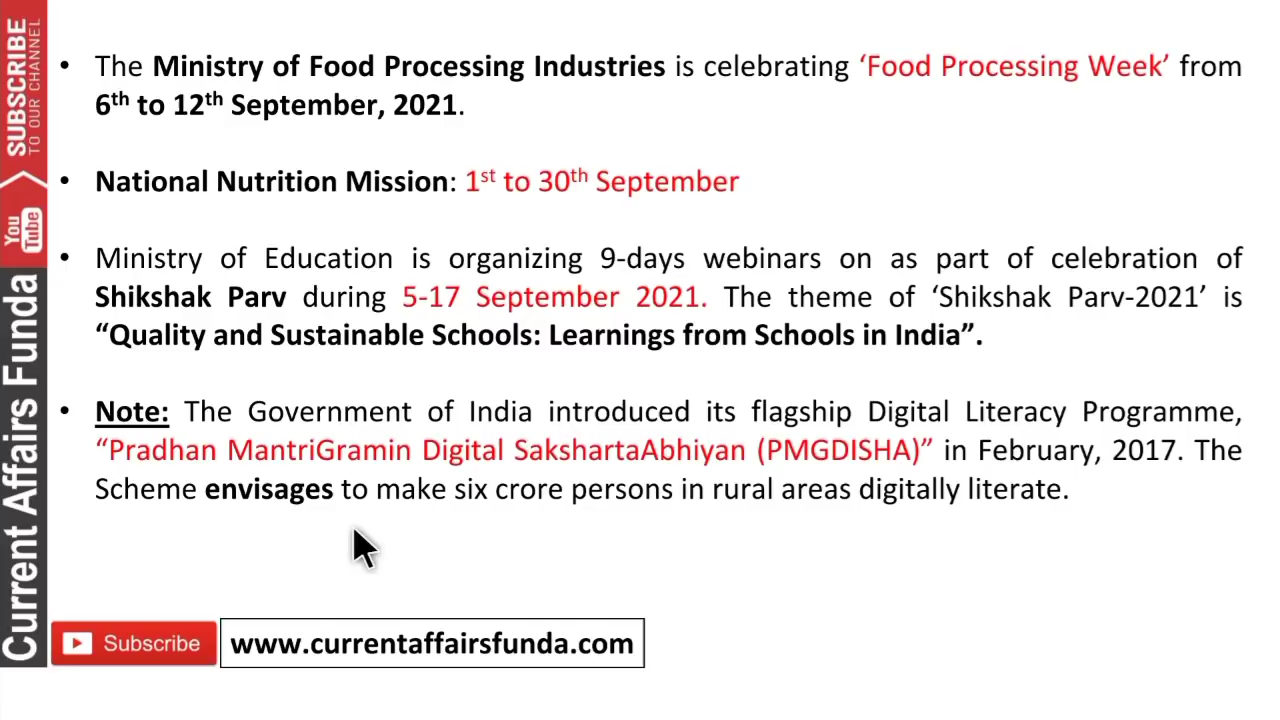 • The Ministry of Food Processing Industries is celebrating ‘Food Processing Week’ from
6th to 12th September, 2021.
• National Nutrition Mission: 1st to 30th September
• Ministry of Education is organizing 9-days webinars on as part of celebration of
Shikshak Parv during 5-17 September 2021. The theme of ‘Shikshak Parv-2021’ is
“Quality and Sustainable Schools: Learnings from Schools in India”.
• Note: The Government of India introduced its flagship Digital Literacy Programme,
“Pradhan MantriGramin Digital SakshartaAbhiyan (PMGDISHA)” in February, 2017. The
Scheme envisages to make six crore persons in rural areas digitally literate.
SUBSCRIBE
TO OUR CHANNEL
You
Tube
Current Affairs Funda
Subscribe
www.currentaffairsfunda.com